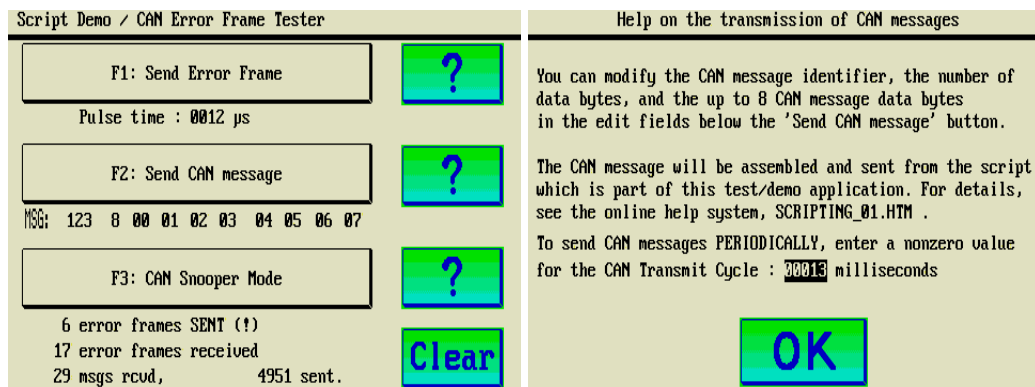 Script Demo / CAN Error Frame Tester
F1: Send Error Frame
?
Pulse time : 0012 µs
F2: Send CAN message
?
MSG: 123 8 00 01 02 03 04 05 06 07
F3: CAN Snooper Mode
?
6 error frames SENT (!)
17 error frames received
29 msgs rcvd, 4951 sent.
Clear
Help on the transmission of CAN messages
You can modify the CAN message identifier, the number of
data bytes, and the up to 8 CAN message data bytes
in the edit fields below the 'Send CAN message' button.
The CAN message will be assembled and sent from the script
which is part of this test/demo application. For details,
see the online help system, SCRIPTING_01.HTM .
To send CAN messages PERIODICALLY, enter a nonzero value
for the CAN Transmit Cycle : 00013 milliseconds
OK